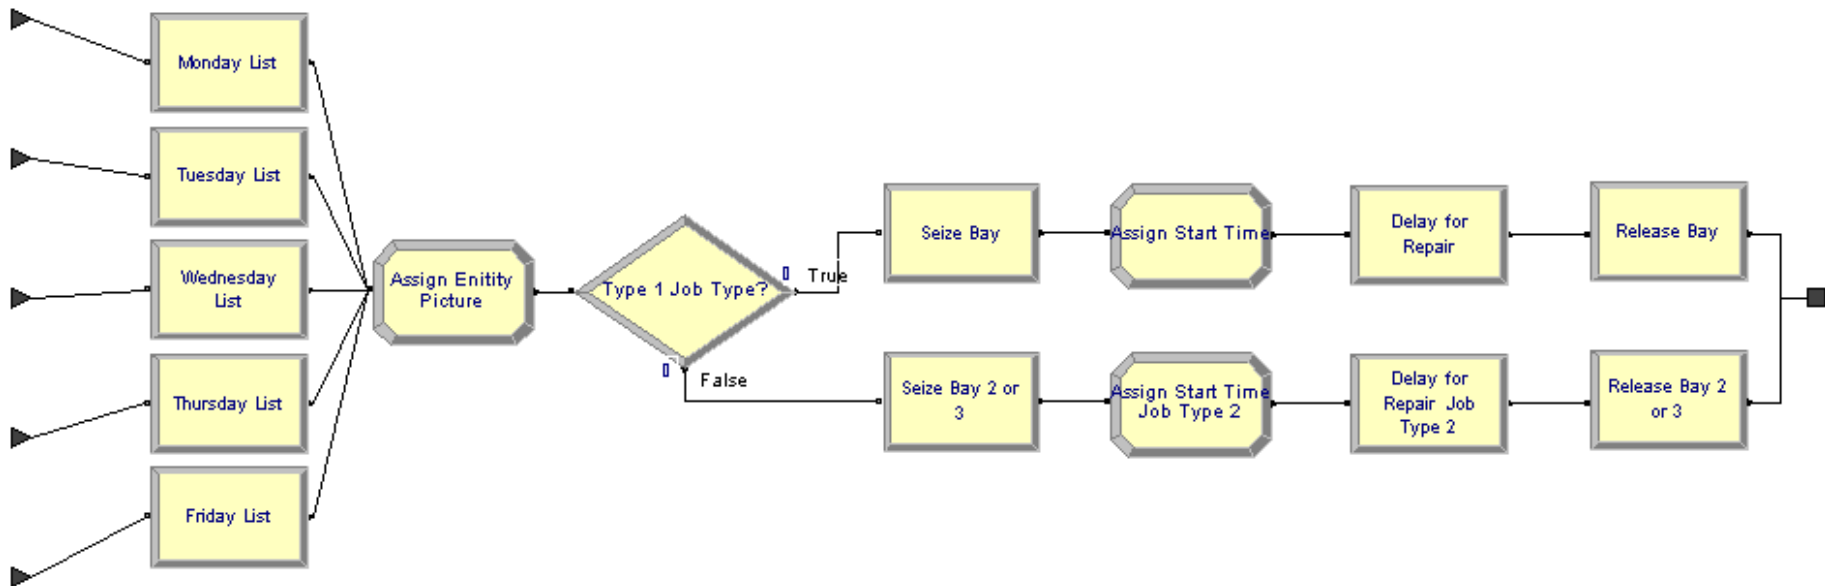 Monday List
Tuesday List
Wednesday
List
Thursday List
Friday List
Assign Enitity
Picture
Type 1 Job Type?
0
True
0
False
Seize Bay
Assign Start Time
Delay for
Repair
Release Bay
Seize Bay 2 or
3
Assign Start Time
Job Type 2
Delay for
Repair Job
Type 2
Release Bay 2
or 3